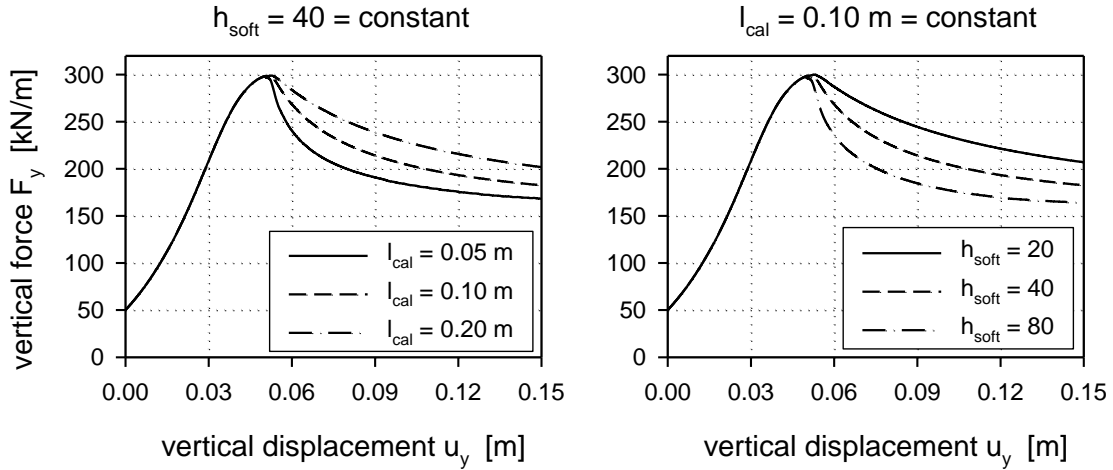 h_soft = 40 = constant
vertical force F_y [kN/m]
300
250
200
150
100
50
0
l_cal = 0.05 m
l_cal = 0.10 m
l_cal = 0.20 m
0.00 0.03 0.06 0.09 0.12 0.15
vertical displacement u_y [m]
l_cal = 0.10 m = constant
300
250
200
150
100
50
0
h_soft = 20
h_soft = 40
h_soft = 80
0.00 0.03 0.06 0.09 0.12 0.15
vertical displacement u_y [m]